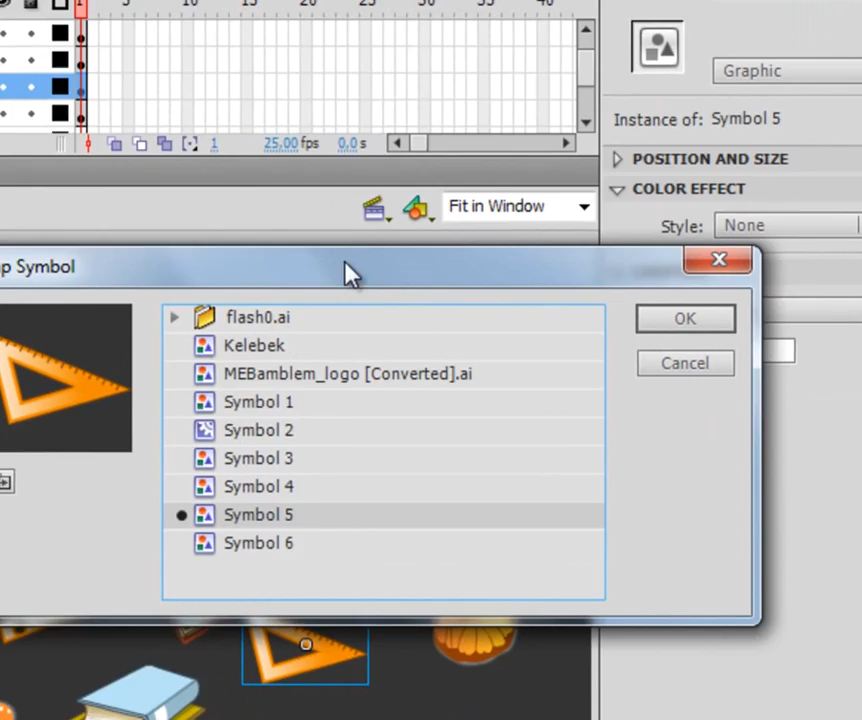 10 15 20 25 30 35 40
Graphic
Instance of: Symbol 5
1 25,00 fps 0,0 s
POSITION AND SIZE
COLOR EFFECT
Fit in Window
Style: None
p Symbol
flash0.ai
OK
Kelebek
Cancel
MEBamblem_logo [Converted].ai
Symbol 1
Symbol 2
Symbol 3
Symbol 4
Symbol 5
Symbol 6